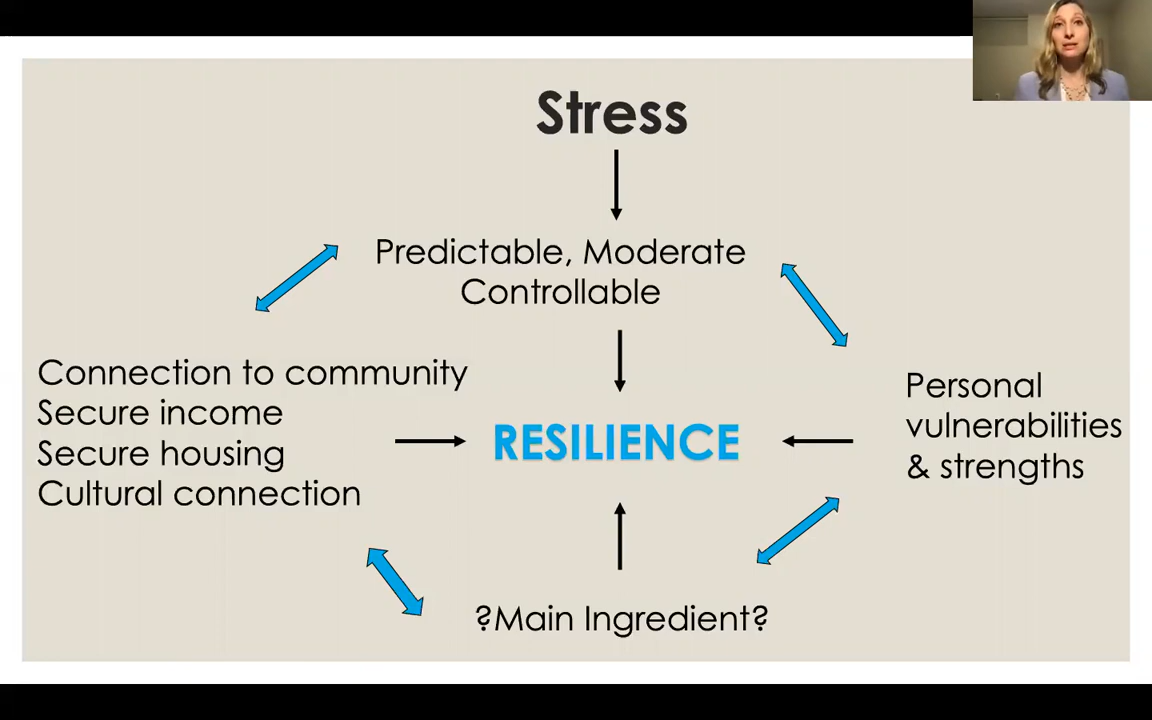 Stress
Predictable, Moderate
Controllable
Connection to community
Secure income
Secure housing
Cultural connection
RESILIENCE
Personal
vulnerabilities
& strengths
?Main Ingredient?